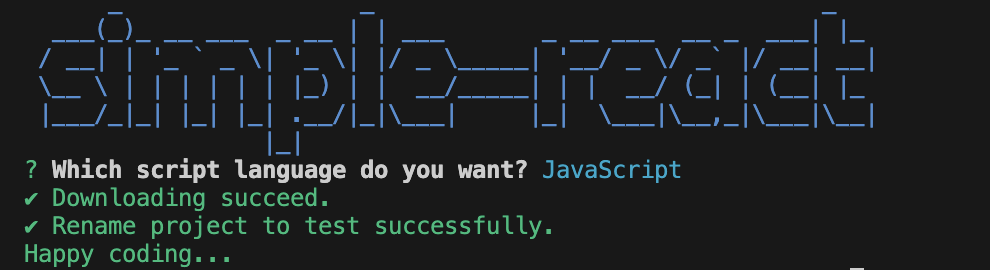 simple-react
? Which script language do you want? JavaScript
✔ Downloading succeed.
✔ Rename project to test successfully.
Happy coding...